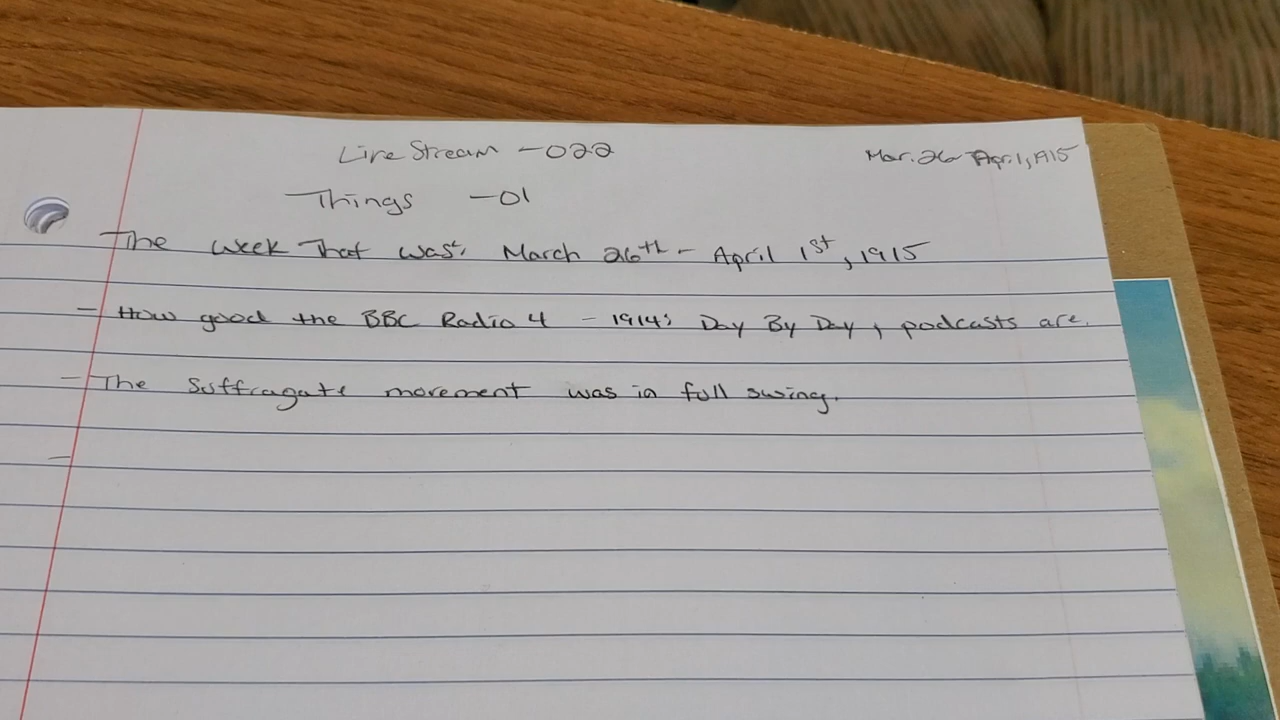 Live Stream -022
Mar. 26 - April 1, 1915
Things -01
The Week That Was: March 26th - April 1st, 1915
- How good the BBC Radio 4 - 1914: Day By Day, podcasts are.
- The Suffragate movement was in full swing.
-